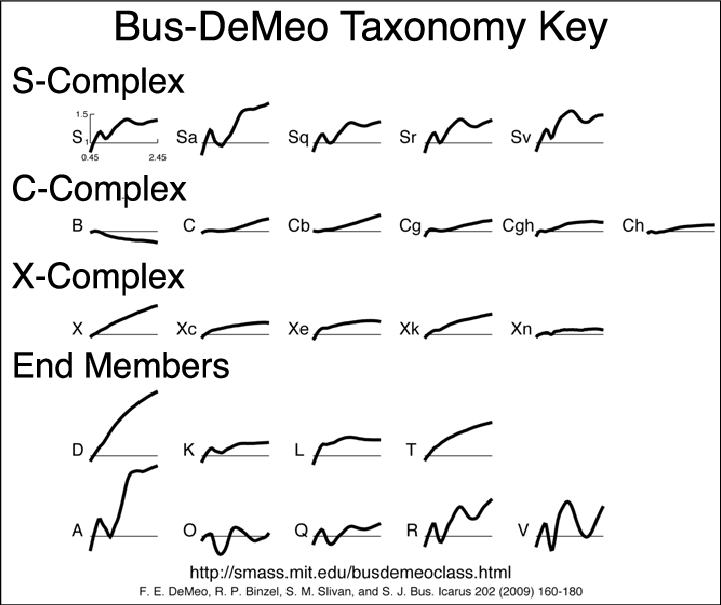 Bus-DeMeo Taxonomy Key
S-Complex
1.5
S 1 Sa Sq Sr Sv
0.45 2.45
C-Complex
B C Cb Cg Cgh Ch
X-Complex
X Xc Xe Xk Xn
End Members
D K L T
A O Q R V
http://smass.mit.edu/busdemeoclass.html
F. E. DeMeo, R. P. Binzel, S. M. Slivan, and S. J. Bus. Icarus 202 (2009) 160-180